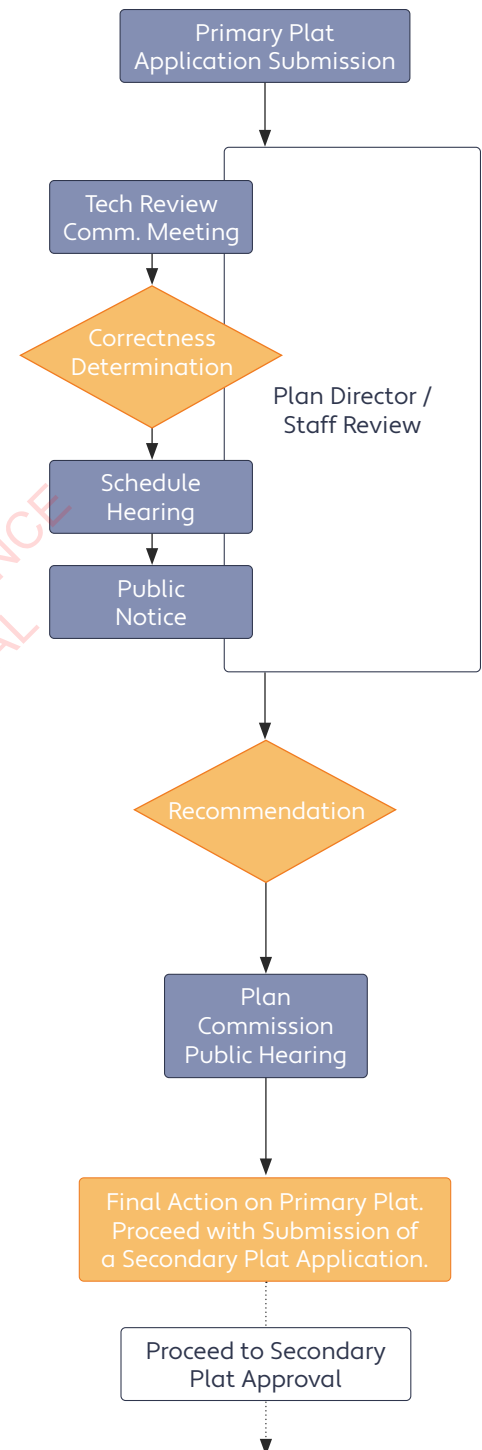 Primary Plat
Application Submission
Tech Review
Comm. Meeting
Correctness
Determination
Plan Director /
Staff Review
Schedule
Hearing
Public
Notice
Recommendation
Plan
Commission
Public Hearing
Final Action on Primary Plat.
Proceed with Submission of
a Secondary Plat Application.
Proceed to Secondary
Plat Approval